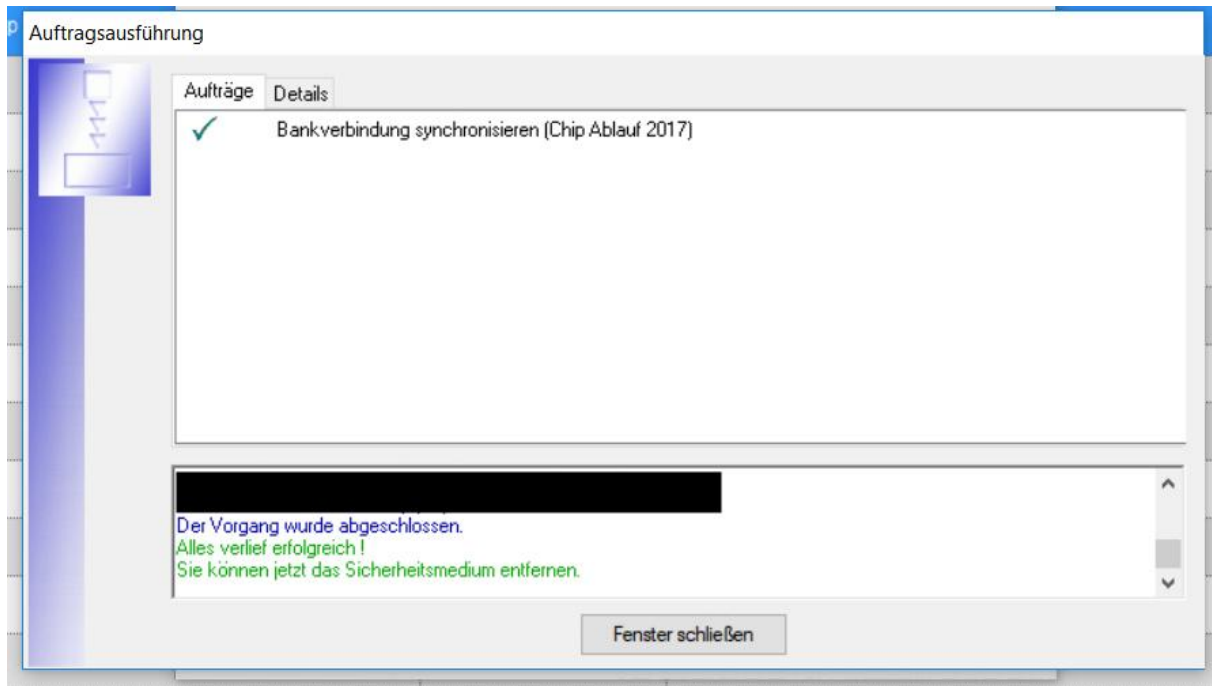 Auftragsausführung
Aufträge Details
Bankverbindung synchronisieren (Chip Ablauf 2017)
Der Vorgang wurde abgeschlossen.
Alles verlief erfolgreich !
Sie können jetzt das Sicherheitsmedium entfernen.
Fenster schließen